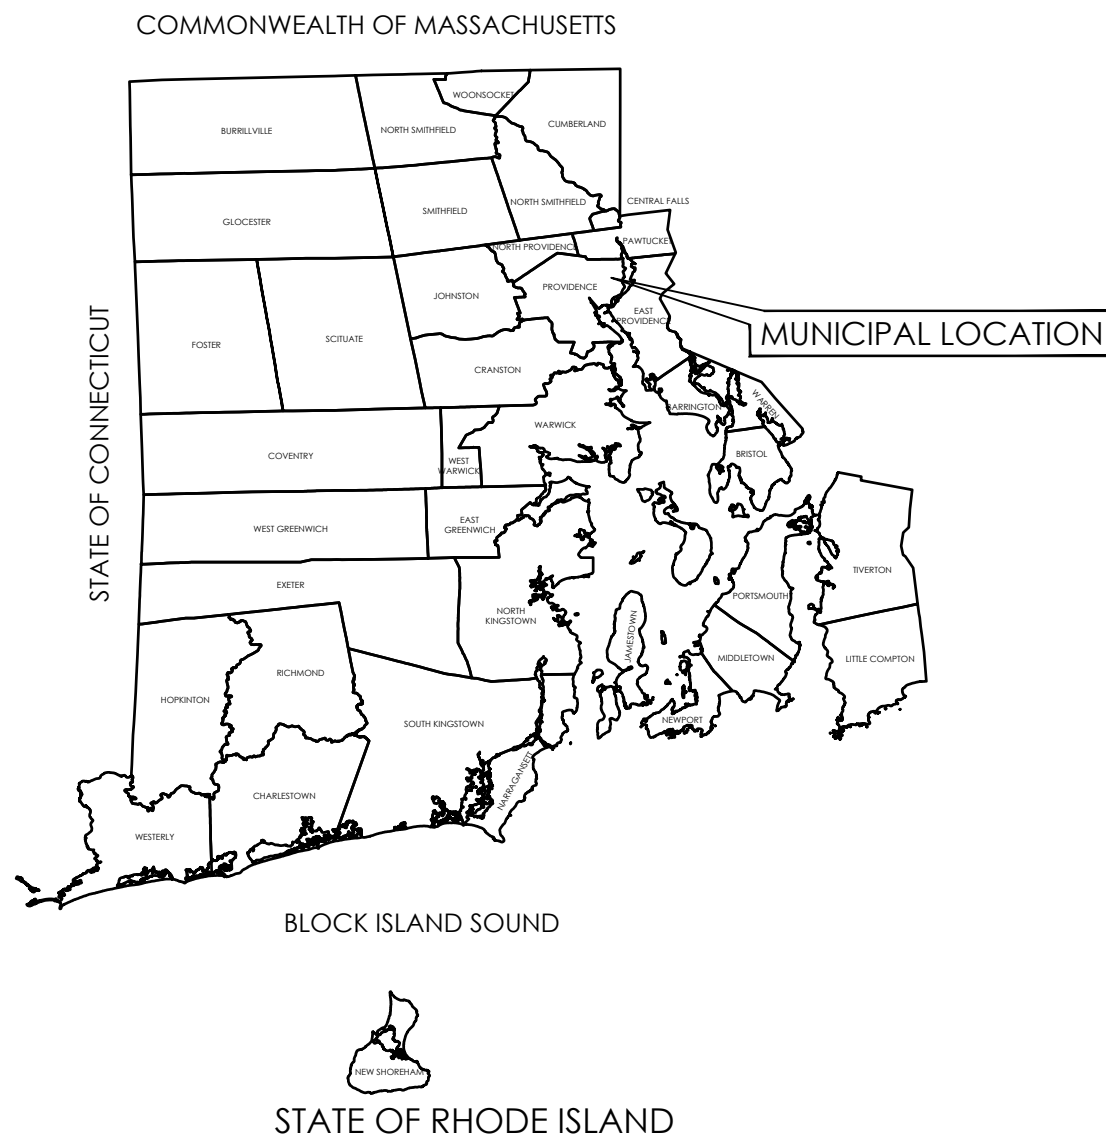 COMMONWEALTH OF MASSACHUSETTS
WOONSOCKET
BURRILLVILLE
NORTH SMITHFIELD
CUMBERLAND
GLOCESTER
SMITHFIELD
NORTH SMITHFIELD
CENTRAL FALLS
NORTH PROVIDENCE
PAWTUCKET
JOHNSTON
PROVIDENCE
EAST
PROVIDENCE
MUNICIPAL LOCATION
STATE OF CONNECTICUT
FOSTER
SCITUATE
CRANSTON
BARRINGTON
WARREN
WARWICK
COVENTRY
WEST
WARWICK
BRISTOL
WEST GREENWICH
EAST
GREENWICH
TIVERTON
EXETER
PORTSMOUTH
NORTH
KINGSTOWN
JAMESTOWN
MIDDLETOWN
LITTLE COMPTON
RICHMOND
HOPKINTON
SOUTH KINGSTOWN
NEWPORT
NARRAGANSETT
CHARLESTOWN
WESTERLY
BLOCK ISLAND SOUND
NEW SHOREHAM
STATE OF RHODE ISLAND